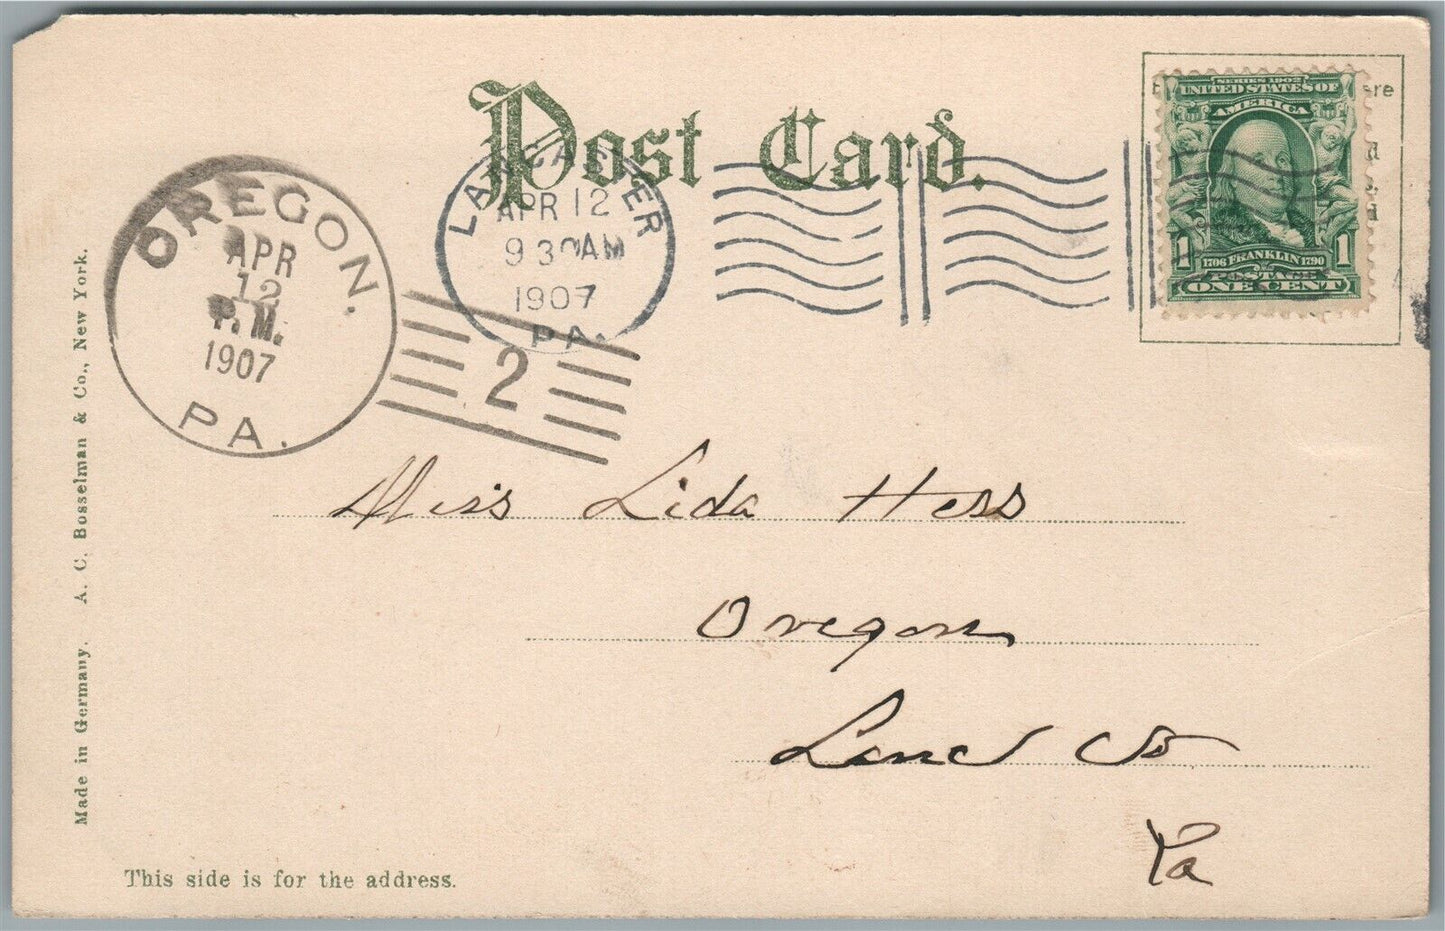 Post Card.
SERIES 1902
UNITED STATES OF
AMERICA
1706 FRANKLIN 1790
1 1
POSTAGE
ONE CENT
LANCASTER
APR 12
9 30 AM
1907
PA.
OREGON.
APR
12
P.M.
1907
PA.
2
Miss Lida Hess
Oregon
Lanc Co
Pa
Made in Germany. A. C. Bosselman & Co., New York.
This side is for the address.